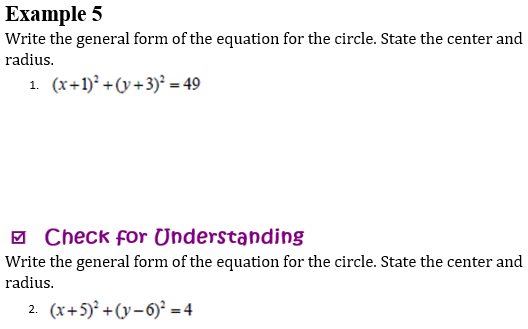 Example 5
Write the general form of the equation for the circle. State the center and
radius.
1. (x+1)² +(y+3)² = 49
☑ Check for Understanding
Write the general form of the equation for the circle. State the center and
radius.
2. (x+5)² +(y−6)² = 4